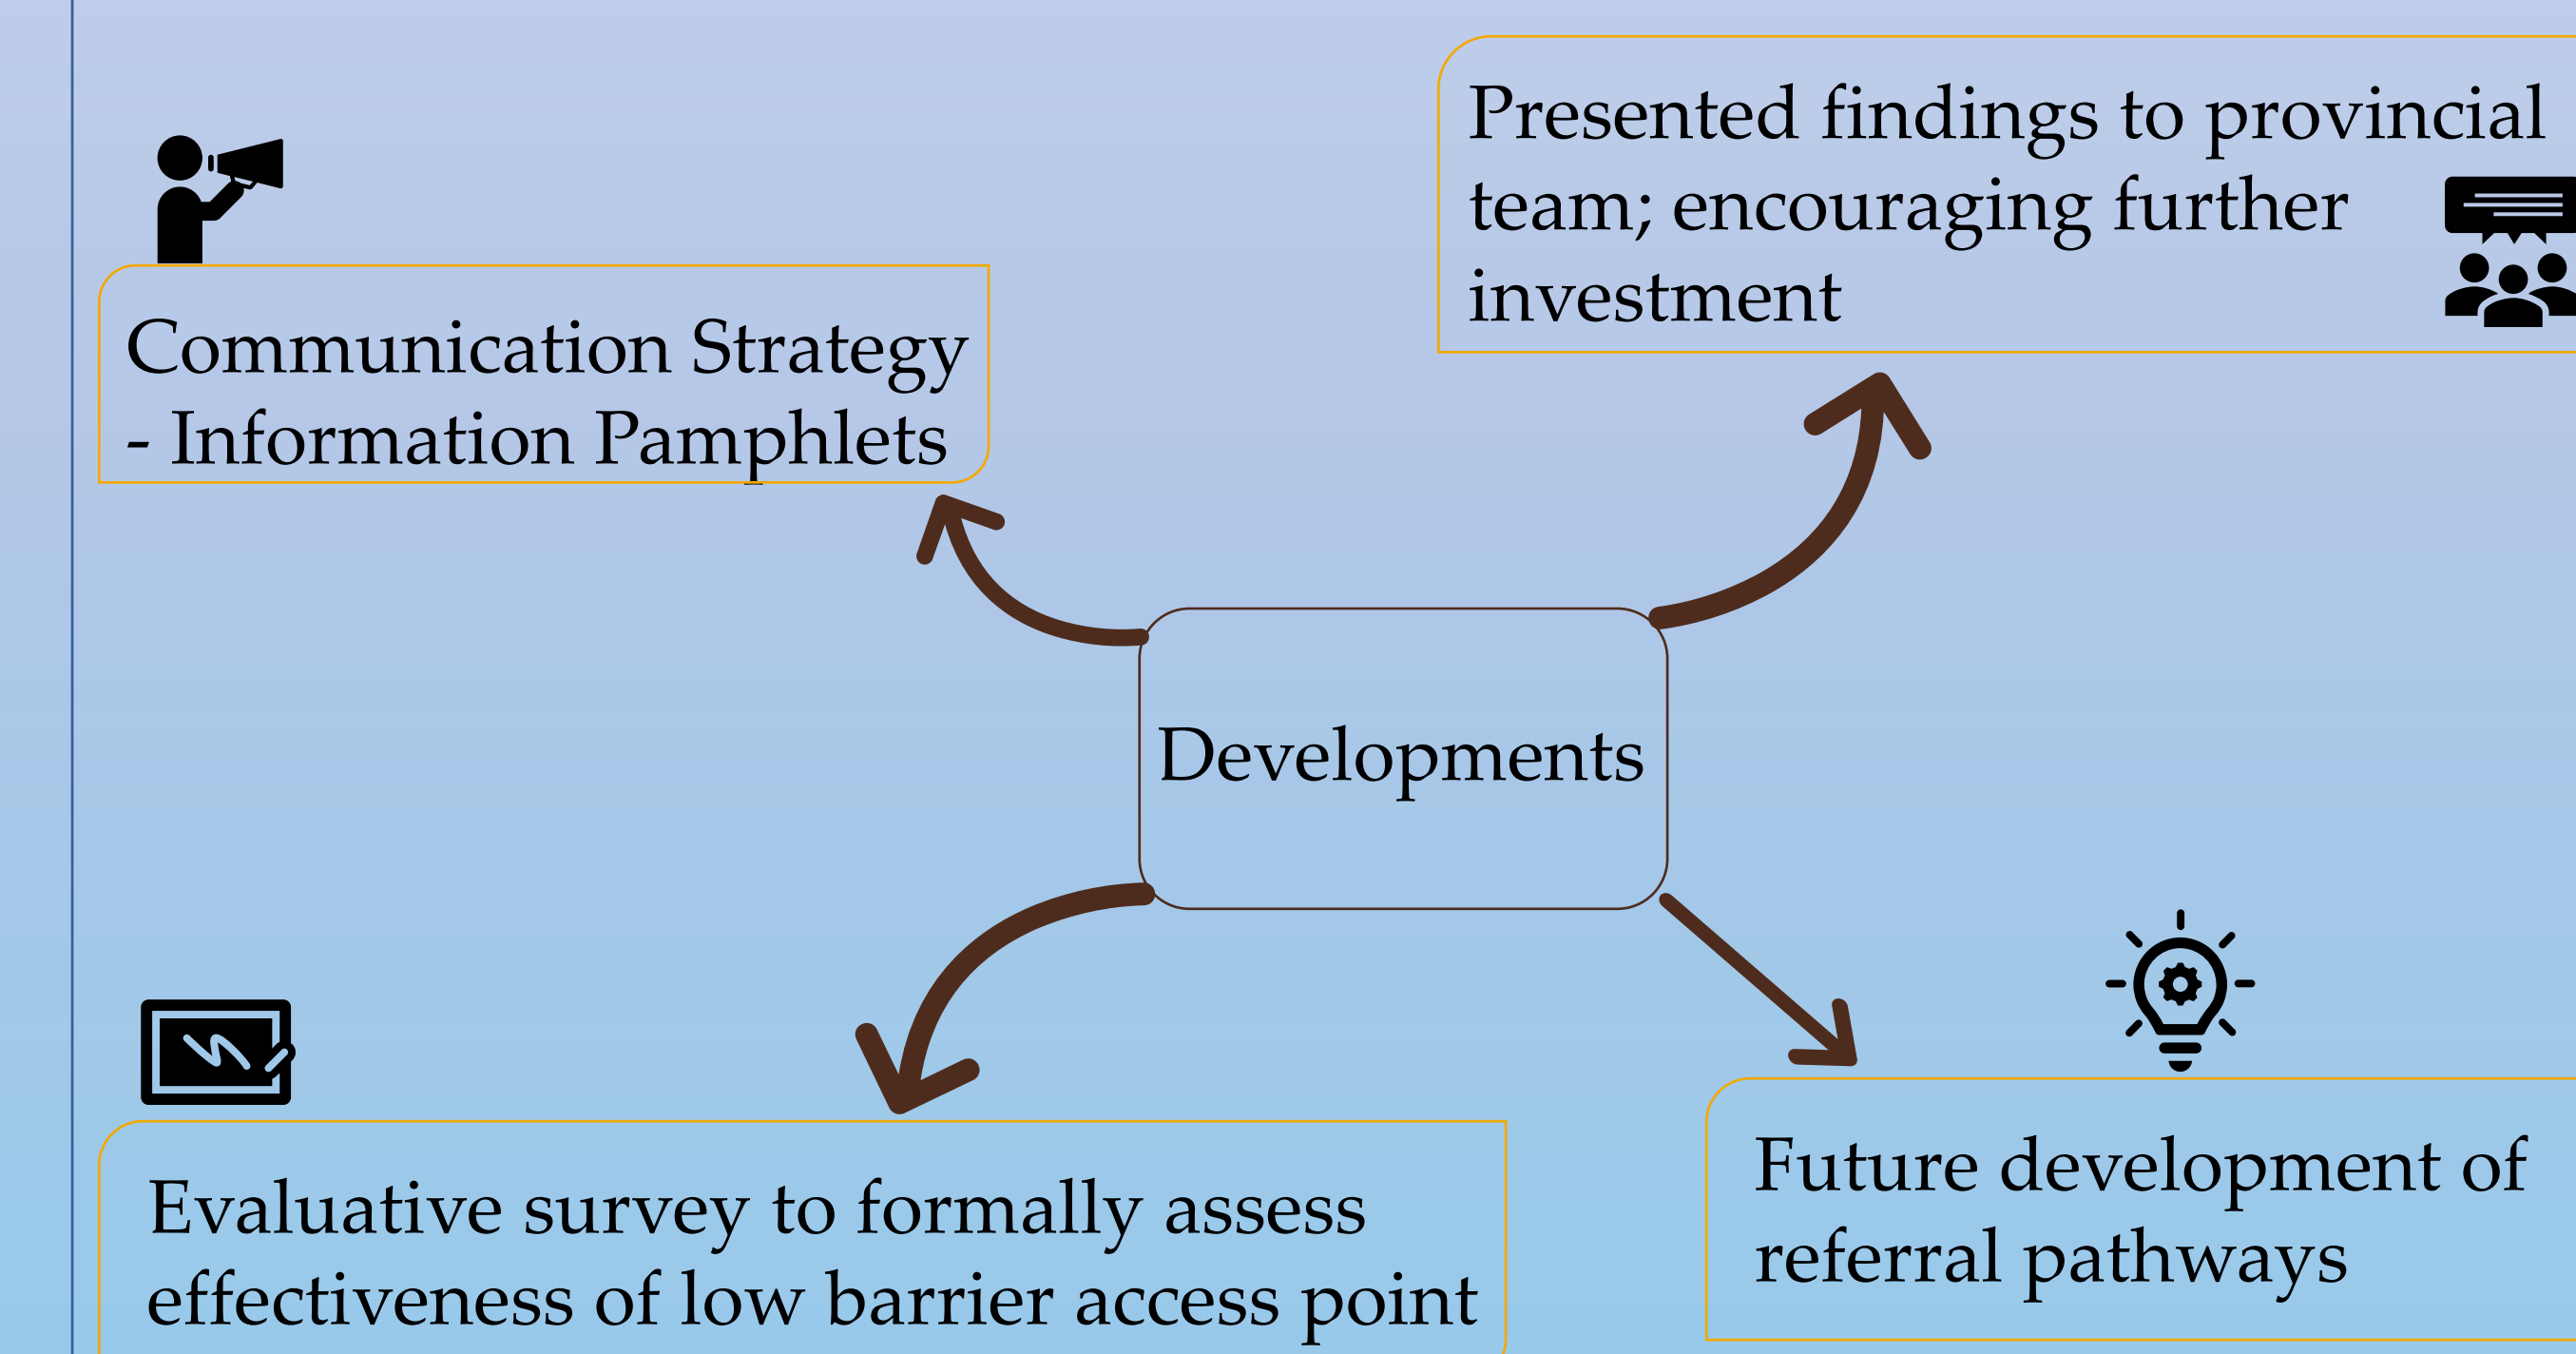 Presented findings to provincial
team; encouraging further
investment
Communication Strategy
- Information Pamphlets
Developments
Evaluative survey to formally assess
effectiveness of low barrier access point
Future development of
referral pathways